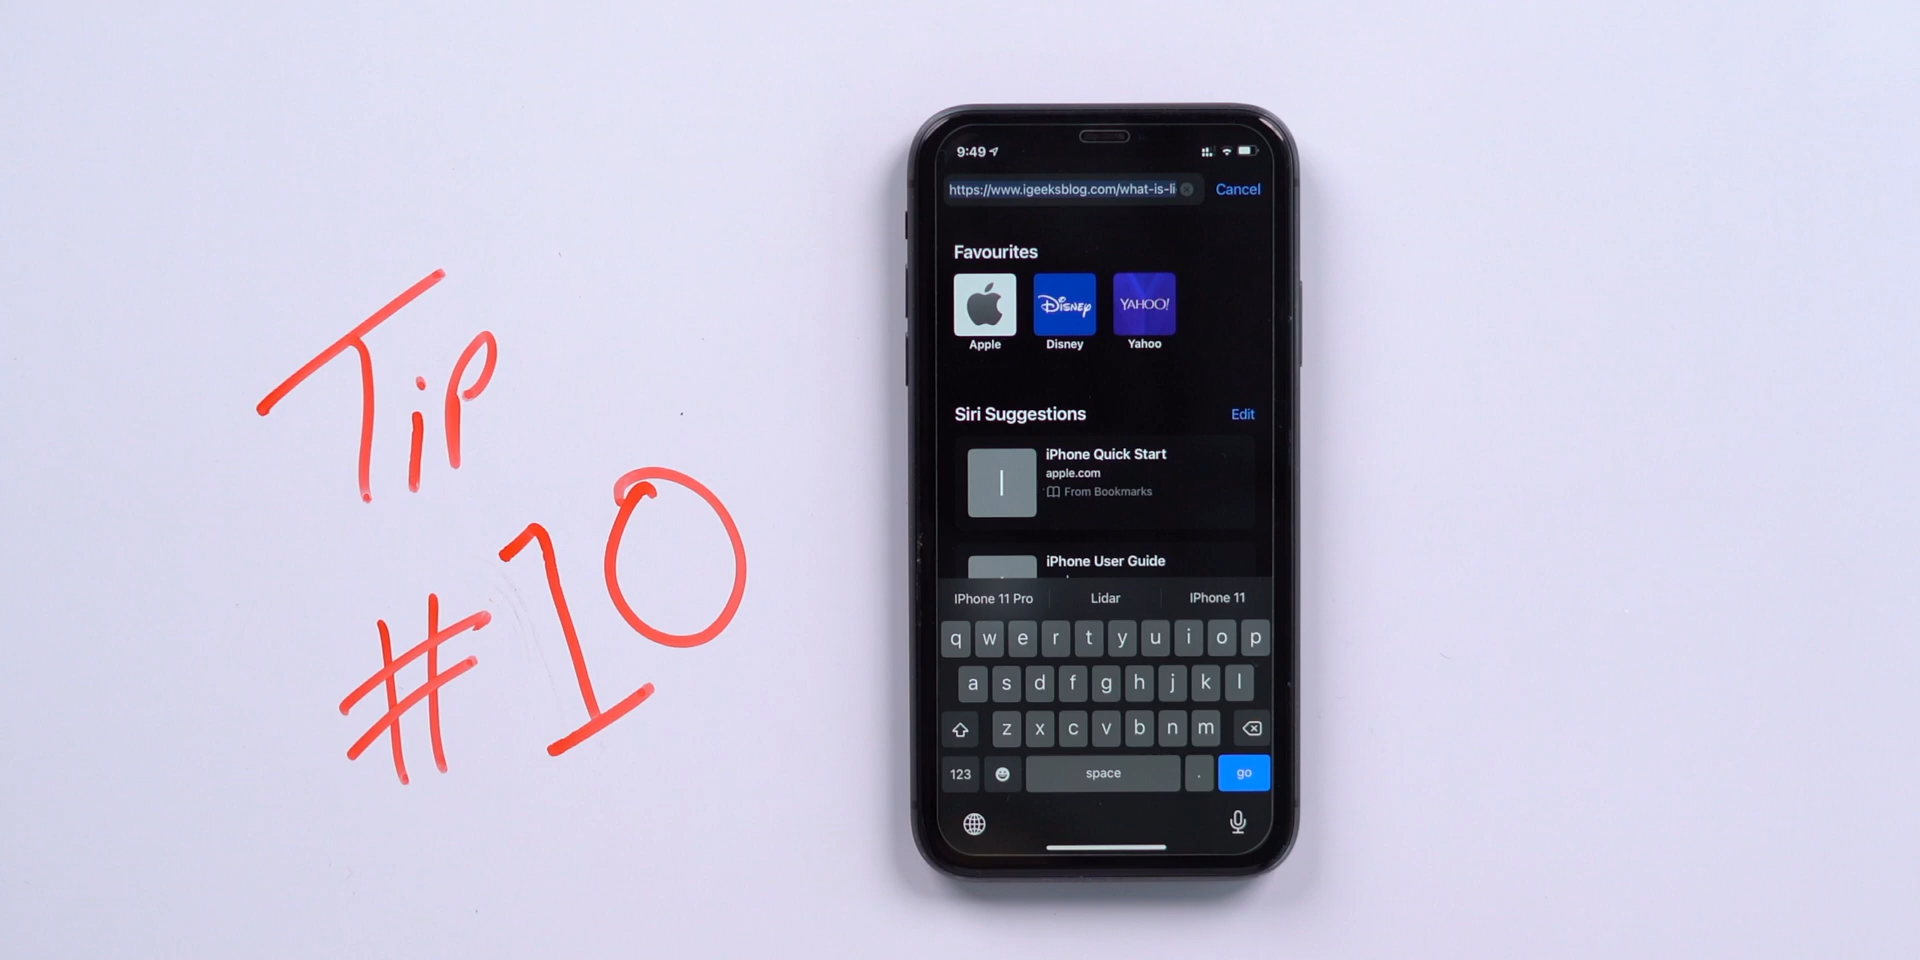 Tip
#10
9:49
https://www.igeeksblog.com/what-is-li
Cancel
Favourites
Disney
YAHOO!
Apple
Disney
Yahoo
Siri Suggestions
Edit
I
iPhone Quick Start
apple.com
From Bookmarks
iPhone User Guide
IPhone 11 Pro
Lidar
IPhone 11
q w e r t y u i o p
a s d f g h j k l
z x c v b n m
123
space
.
go